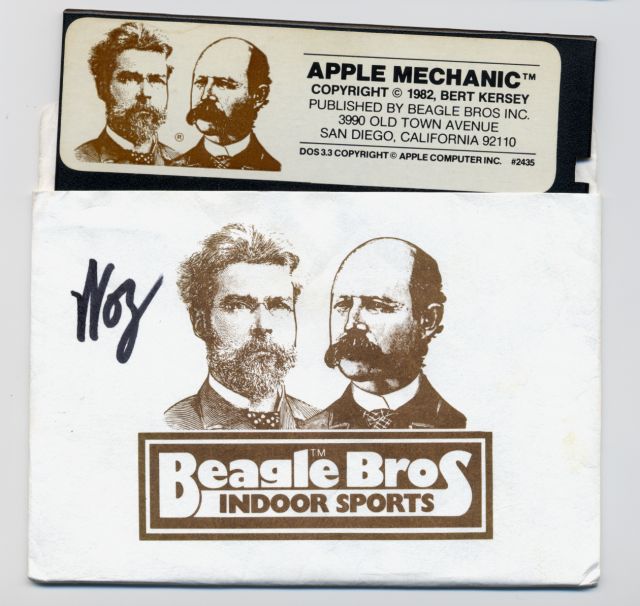 APPLE MECHANIC™
COPYRIGHT © 1982, BERT KERSEY
PUBLISHED BY BEAGLE BROS INC.
3990 OLD TOWN AVENUE
SAN DIEGO, CALIFORNIA 92110
DOS 3.3 COPYRIGHT © APPLE COMPUTER INC. #2435
®
Woz
™
Beagle Bros
INDOOR SPORTS